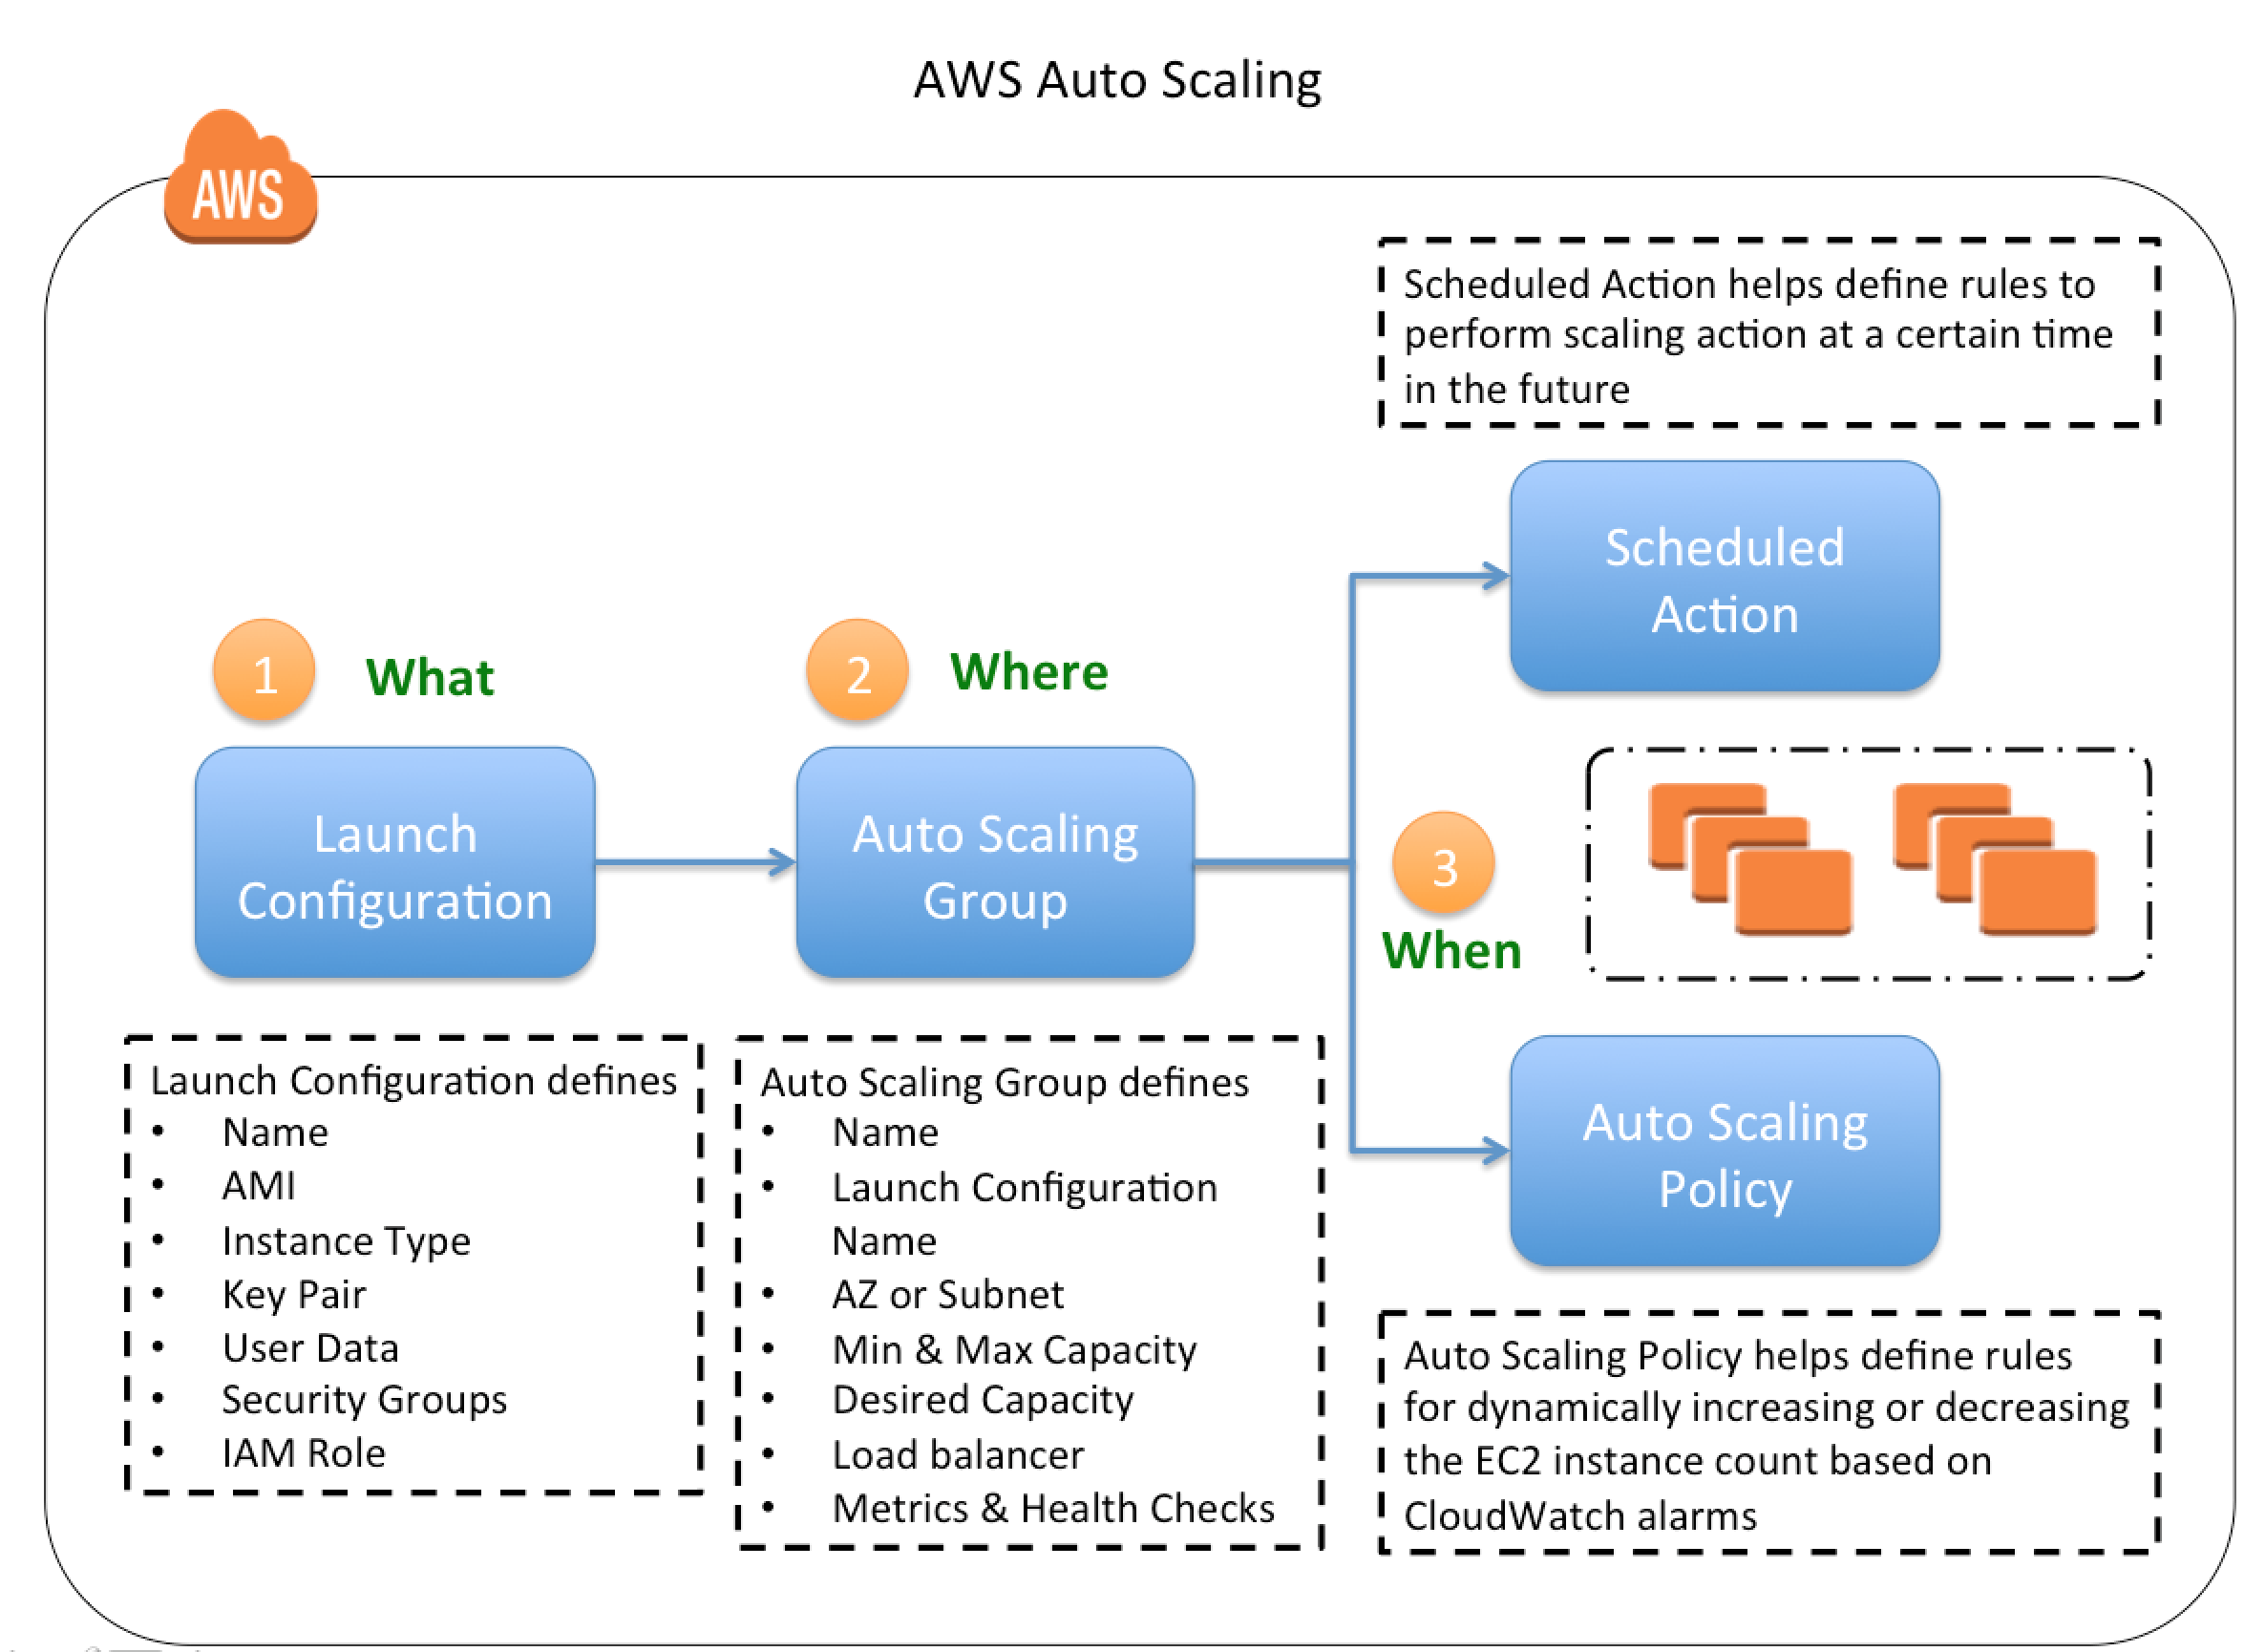 AWS Auto Scaling
AWS
Scheduled Action helps define rules to
perform scaling action at a certain time
in the future
Scheduled
Action
1
What
2
Where
Launch
Configuration
Auto Scaling
Group
3
When
Launch Configuration defines
• Name
• AMI
• Instance Type
• Key Pair
• User Data
• Security Groups
• IAM Role
Auto Scaling Group defines
• Name
• Launch Configuration
Name
• AZ or Subnet
• Min & Max Capacity
• Desired Capacity
• Load balancer
• Metrics & Health Checks
Auto Scaling
Policy
Auto Scaling Policy helps define rules
for dynamically increasing or decreasing
the EC2 instance count based on
CloudWatch alarms